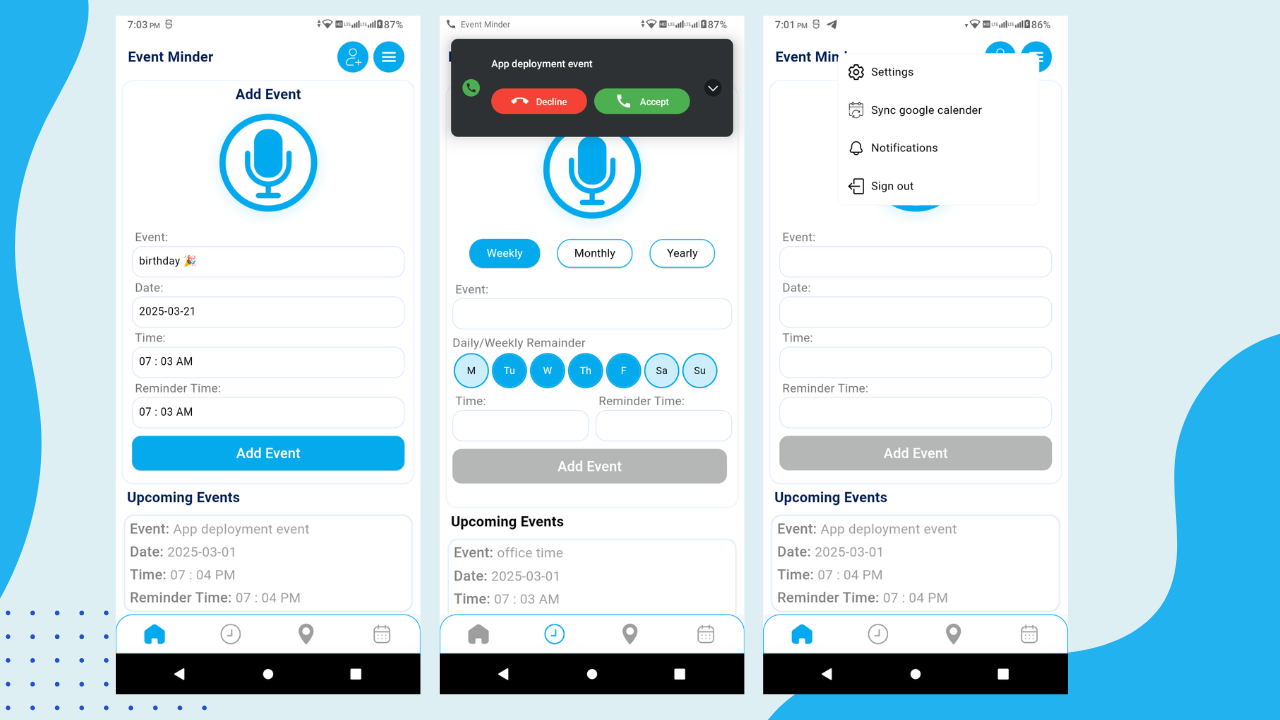 7:03 PM
87%
Event Minder
Add Event
Event:
birthday 🎉
Date:
2025-03-21
Time:
07 : 03 AM
Reminder Time:
07 : 03 AM
Add Event
Upcoming Events
Event: App deployment event
Date: 2025-03-01
Time: 07 : 04 PM
Reminder Time: 07 : 04 PM
Event Minder
87%
App deployment event
Decline
Accept
Weekly
Monthly
Yearly
Event:
Daily/Weekly Remainder
M Tu W Th F Sa Su
Time:
Reminder Time:
Add Event
Upcoming Events
Event: office time
Date: 2025-03-01
Time: 07 : 03 AM
7:01 PM
86%
Event Min
Settings
Sync google calender
Notifications
Sign out
Event:
Date:
Time:
Reminder Time:
Add Event
Upcoming Events
Event: App deployment event
Date: 2025-03-01
Time: 07 : 04 PM
Reminder Time: 07 : 04 PM